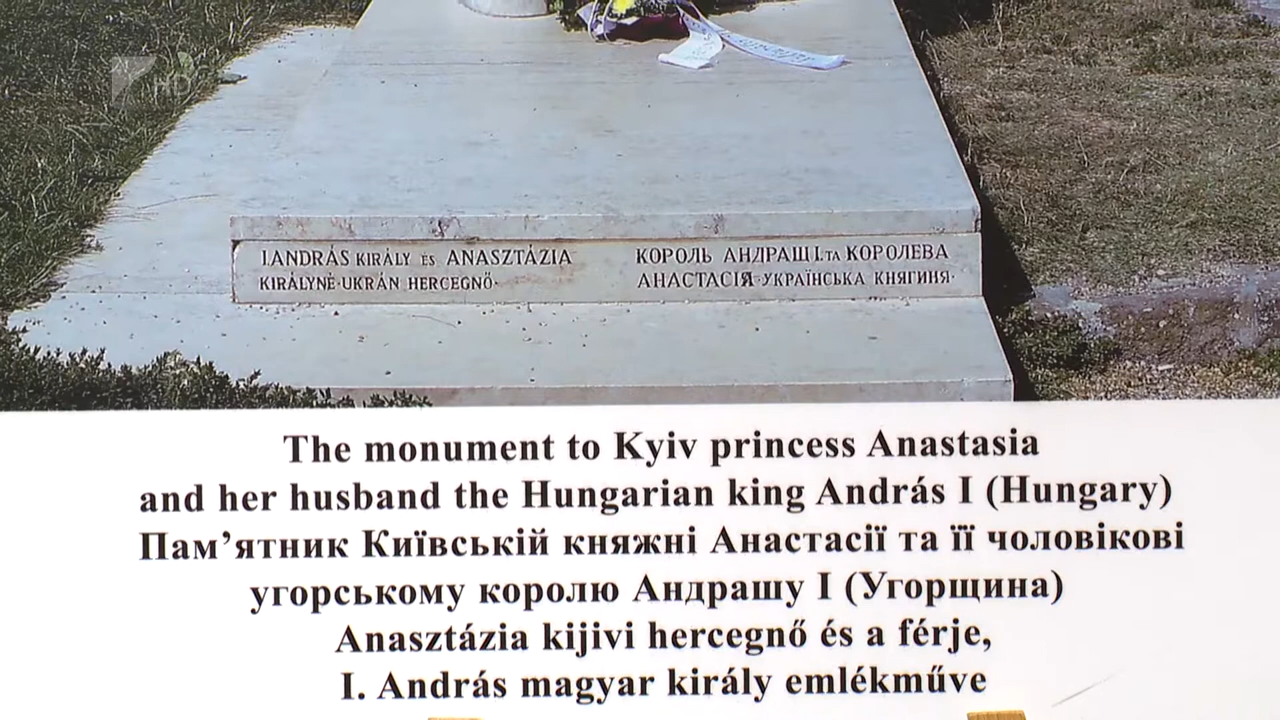 HD
I.ANDRÁS KIRÁLY ÉS ANASZTÁZIA
KIRÁLYNÉ·UKRÁN HERCEGNŐ·
КОРОЛЬ АНДРАШ I. ТА КОРОЛЕВА
АНАСТАСІЯ·УКРАЇНСЬКА КНЯГИНЯ·
The monument to Kyiv princess Anastasia
and her husband the Hungarian king András I (Hungary)
Пам’ятник Київській княжні Анастасії та її чоловікові
угорському королю Андрашу I (Угорщина)
Anasztázia kijivi hercegnő és a férje,
I. András magyar király emlékműve